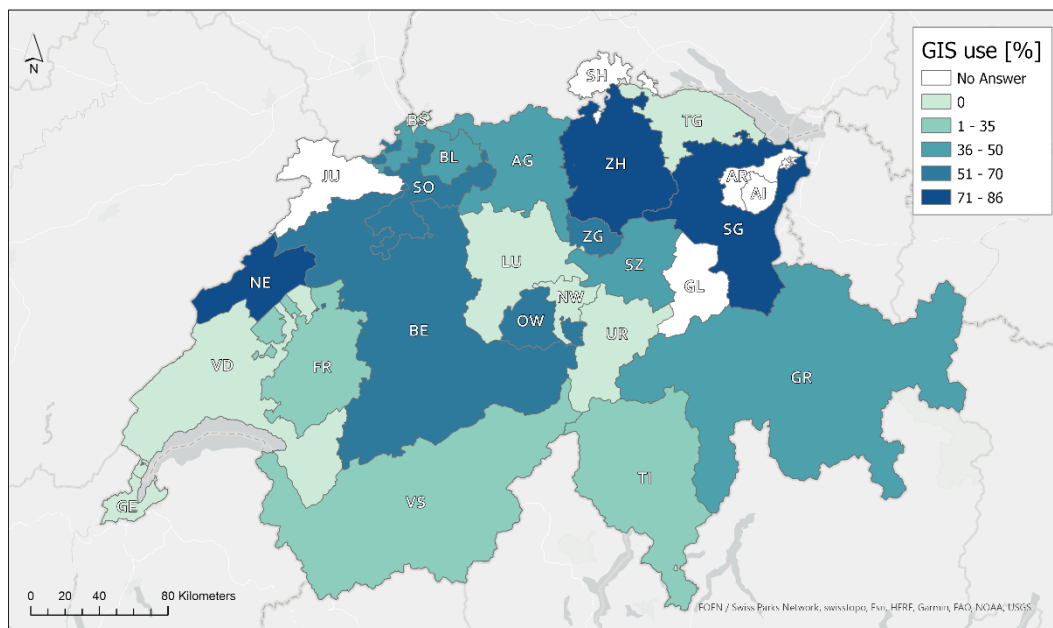 N
GIS use [%]
No Answer
0
1 - 35
36 - 50
51 - 70
71 - 86
SH
BS
TG
BL
AG
ZH
JU
SO
AR
AI
ZG
SG
LU
SZ
NE
NW
GL
OW
BE
UR
VD
FR
GR
GE
VS
TI
0 20 40 80 Kilometers
FOEN / Swiss Parks Network, swisstopo, Esri, HERE, Garmin, FAO, NOAA, USGS